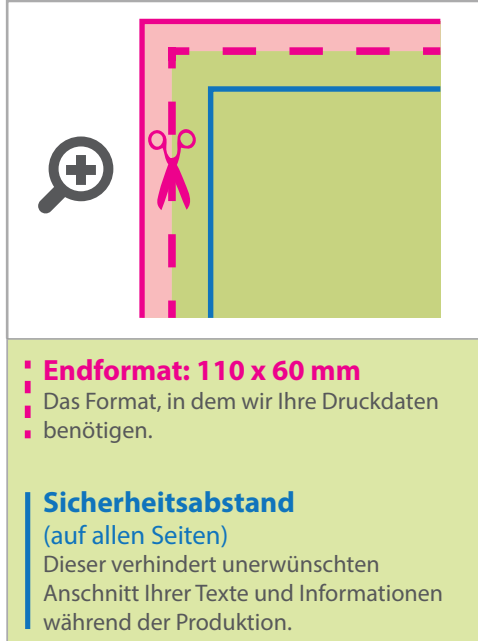 Endformat: 110 x 60 mm
Das Format, in dem wir Ihre Druckdaten
benötigen.
Sicherheitsabstand
(auf allen Seiten)
Dieser verhindert unerwünschten
Anschnitt Ihrer Texte und Informationen
während der Produktion.